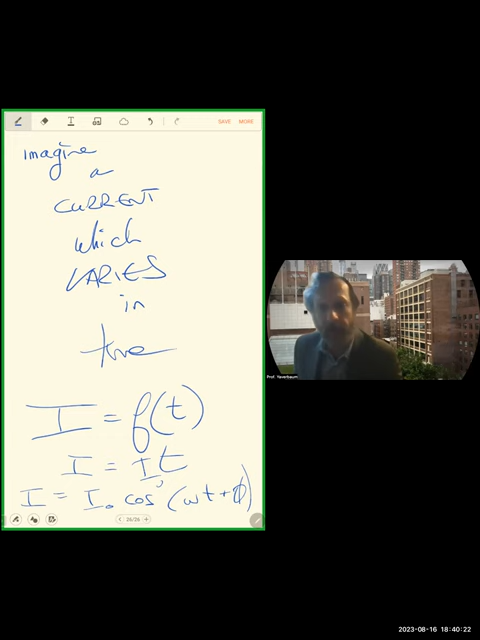 SAVE MORE
imagine
a
CURRENT
which
VARIES
in
time
I = f(t)
I = I₀ cos (ωt + ϕ)
26/26
Prof. Yaverbaum
2023-08-16 18:40:22